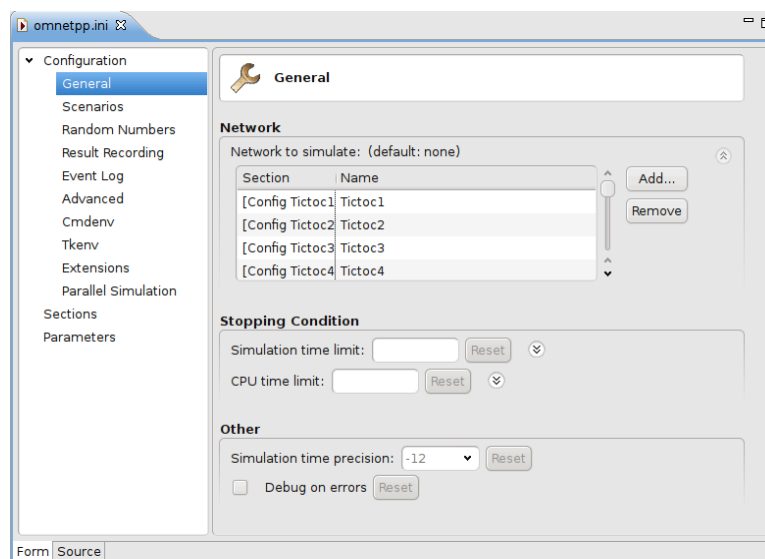 omnetpp.ini
Configuration
General
Scenarios
Random Numbers
Result Recording
Event Log
Advanced
Cmdenv
Tkenv
Extensions
Parallel Simulation
Sections
Parameters
General
Network
Network to simulate: (default: none)
Section Name
[Config Tictoc1 Tictoc1
[Config Tictoc2 Tictoc2
[Config Tictoc3 Tictoc3
[Config Tictoc4 Tictoc4
Add...
Remove
Stopping Condition
Simulation time limit: Reset
CPU time limit: Reset
Other
Simulation time precision: -12 Reset
Debug on errors Reset
Form Source